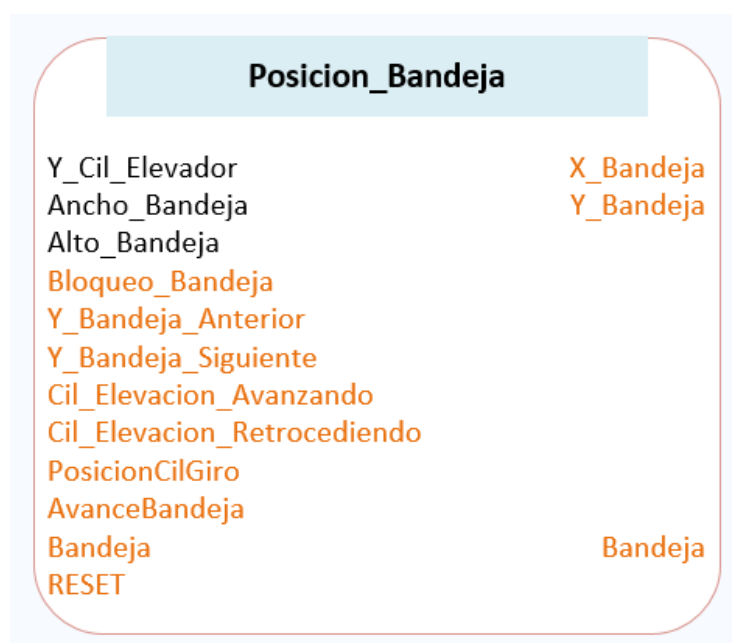 Posicion_Bandeja
Y_Cil_Elevador X_Bandeja
Ancho_Bandeja Y_Bandeja
Alto_Bandeja
Bloqueo_Bandeja
Y_Bandeja_Anterior
Y_Bandeja_Siguiente
Cil_Elevacion_Avanzando
Cil_Elevacion_Retrocediendo
PosicionCilGiro
AvanceBandeja
Bandeja Bandeja
RESET